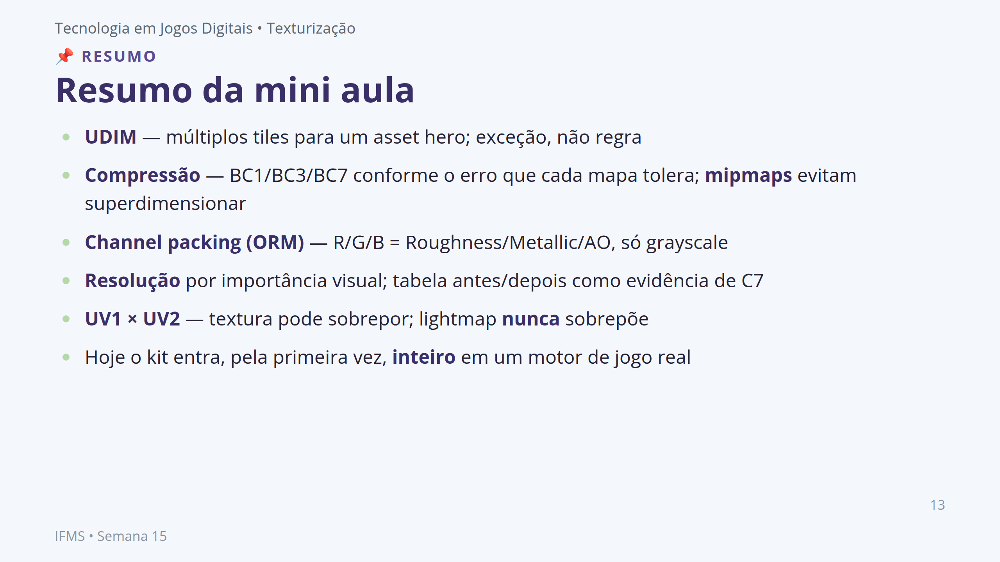 Tecnologia em Jogos Digitais • Texturização
📌 RESUMO
Resumo da mini aula
• UDIM — múltiplos tiles para um asset hero; exceção, não regra
• Compressão — BC1/BC3/BC7 conforme o erro que cada mapa tolera; mipmaps evitam
superdimensionar
• Channel packing (ORM) — R/G/B = Roughness/Metallic/AO, só grayscale
• Resolução por importância visual; tabela antes/depois como evidência de C7
• UV1 × UV2 — textura pode sobrepor; lightmap nunca sobrepõe
• Hoje o kit entra, pela primeira vez, inteiro em um motor de jogo real
13
IFMS • Semana 15